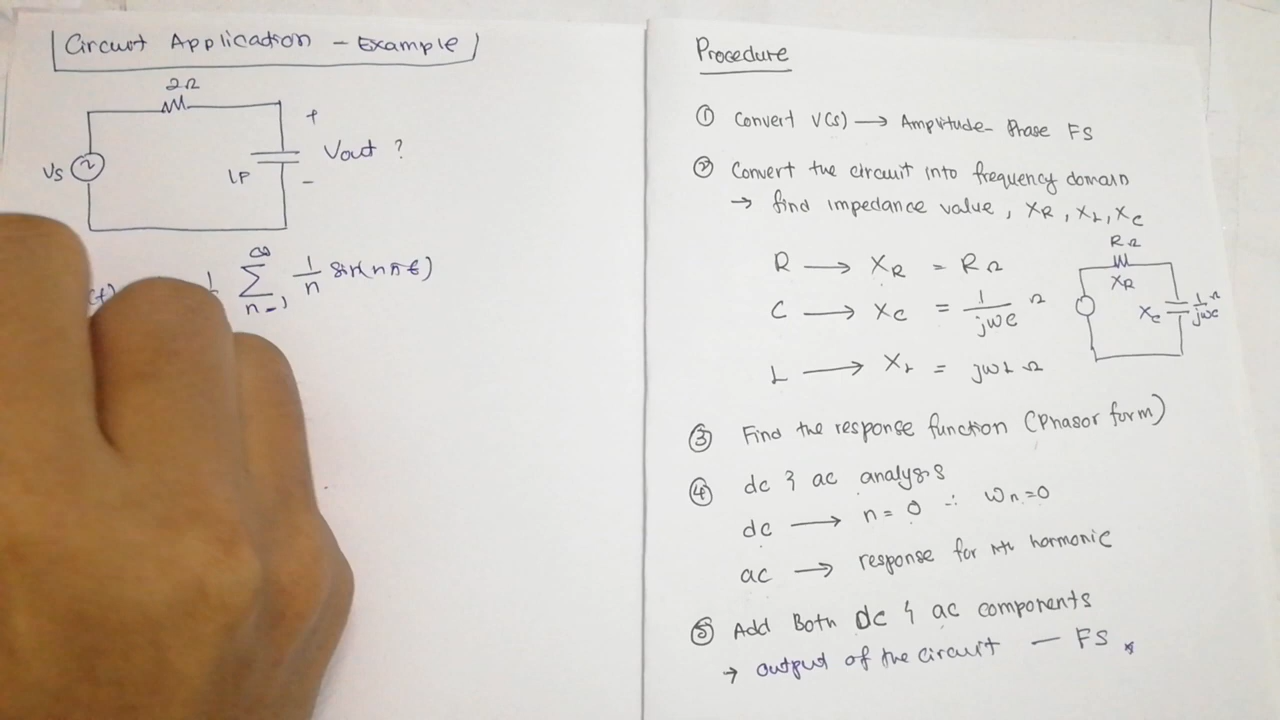 Circuit Application - Example
2Ω
+
Vs
1F
Vout ?
-
(t)
∞
∑ 1/n sin(nπt)
n=1
Procedure
① Convert V(s) → Amplitude- Phase FS
② Convert the circuit into frequency domain
→ find impedance value, XR, XL, XC
R → XR = RΩ
C → XC = 1/jωC Ω
L → XL = jωL Ω
RΩ
XR
XC
1/jωC Ω
③ Find the response function (Phasor form)
④ dc & ac analysis
dc → n = 0 ∴ ωn=0
ac → response for nth harmonic
⑤ Add Both dc & ac components
→ output of the circuit — FS *